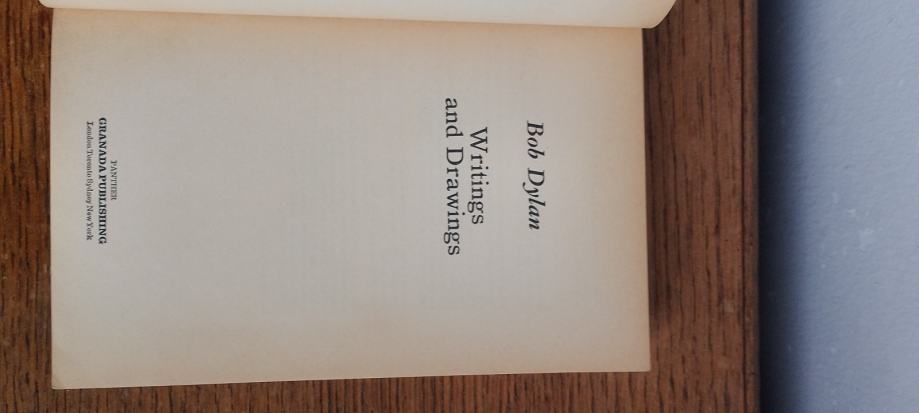 Bob Dylan
Writings
and Drawings
PANTHER
GRANADA PUBLISHING
London Toronto Sydney New York